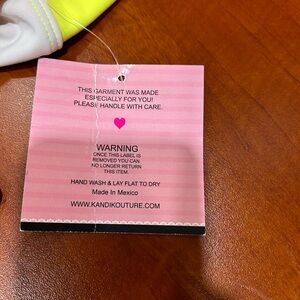 THIS GARMENT WAS MADE
ESPECIALLY FOR YOU!
PLEASE HANDLE WITH CARE.
WARNING
ONCE THIS LABEL IS
REMOVED YOU CAN
NO LONGER RETURN
THIS ITEM.
HAND WASH & LAY FLAT TO DRY
Made In Mexico
WWW.KANDIKOUTURE.COM